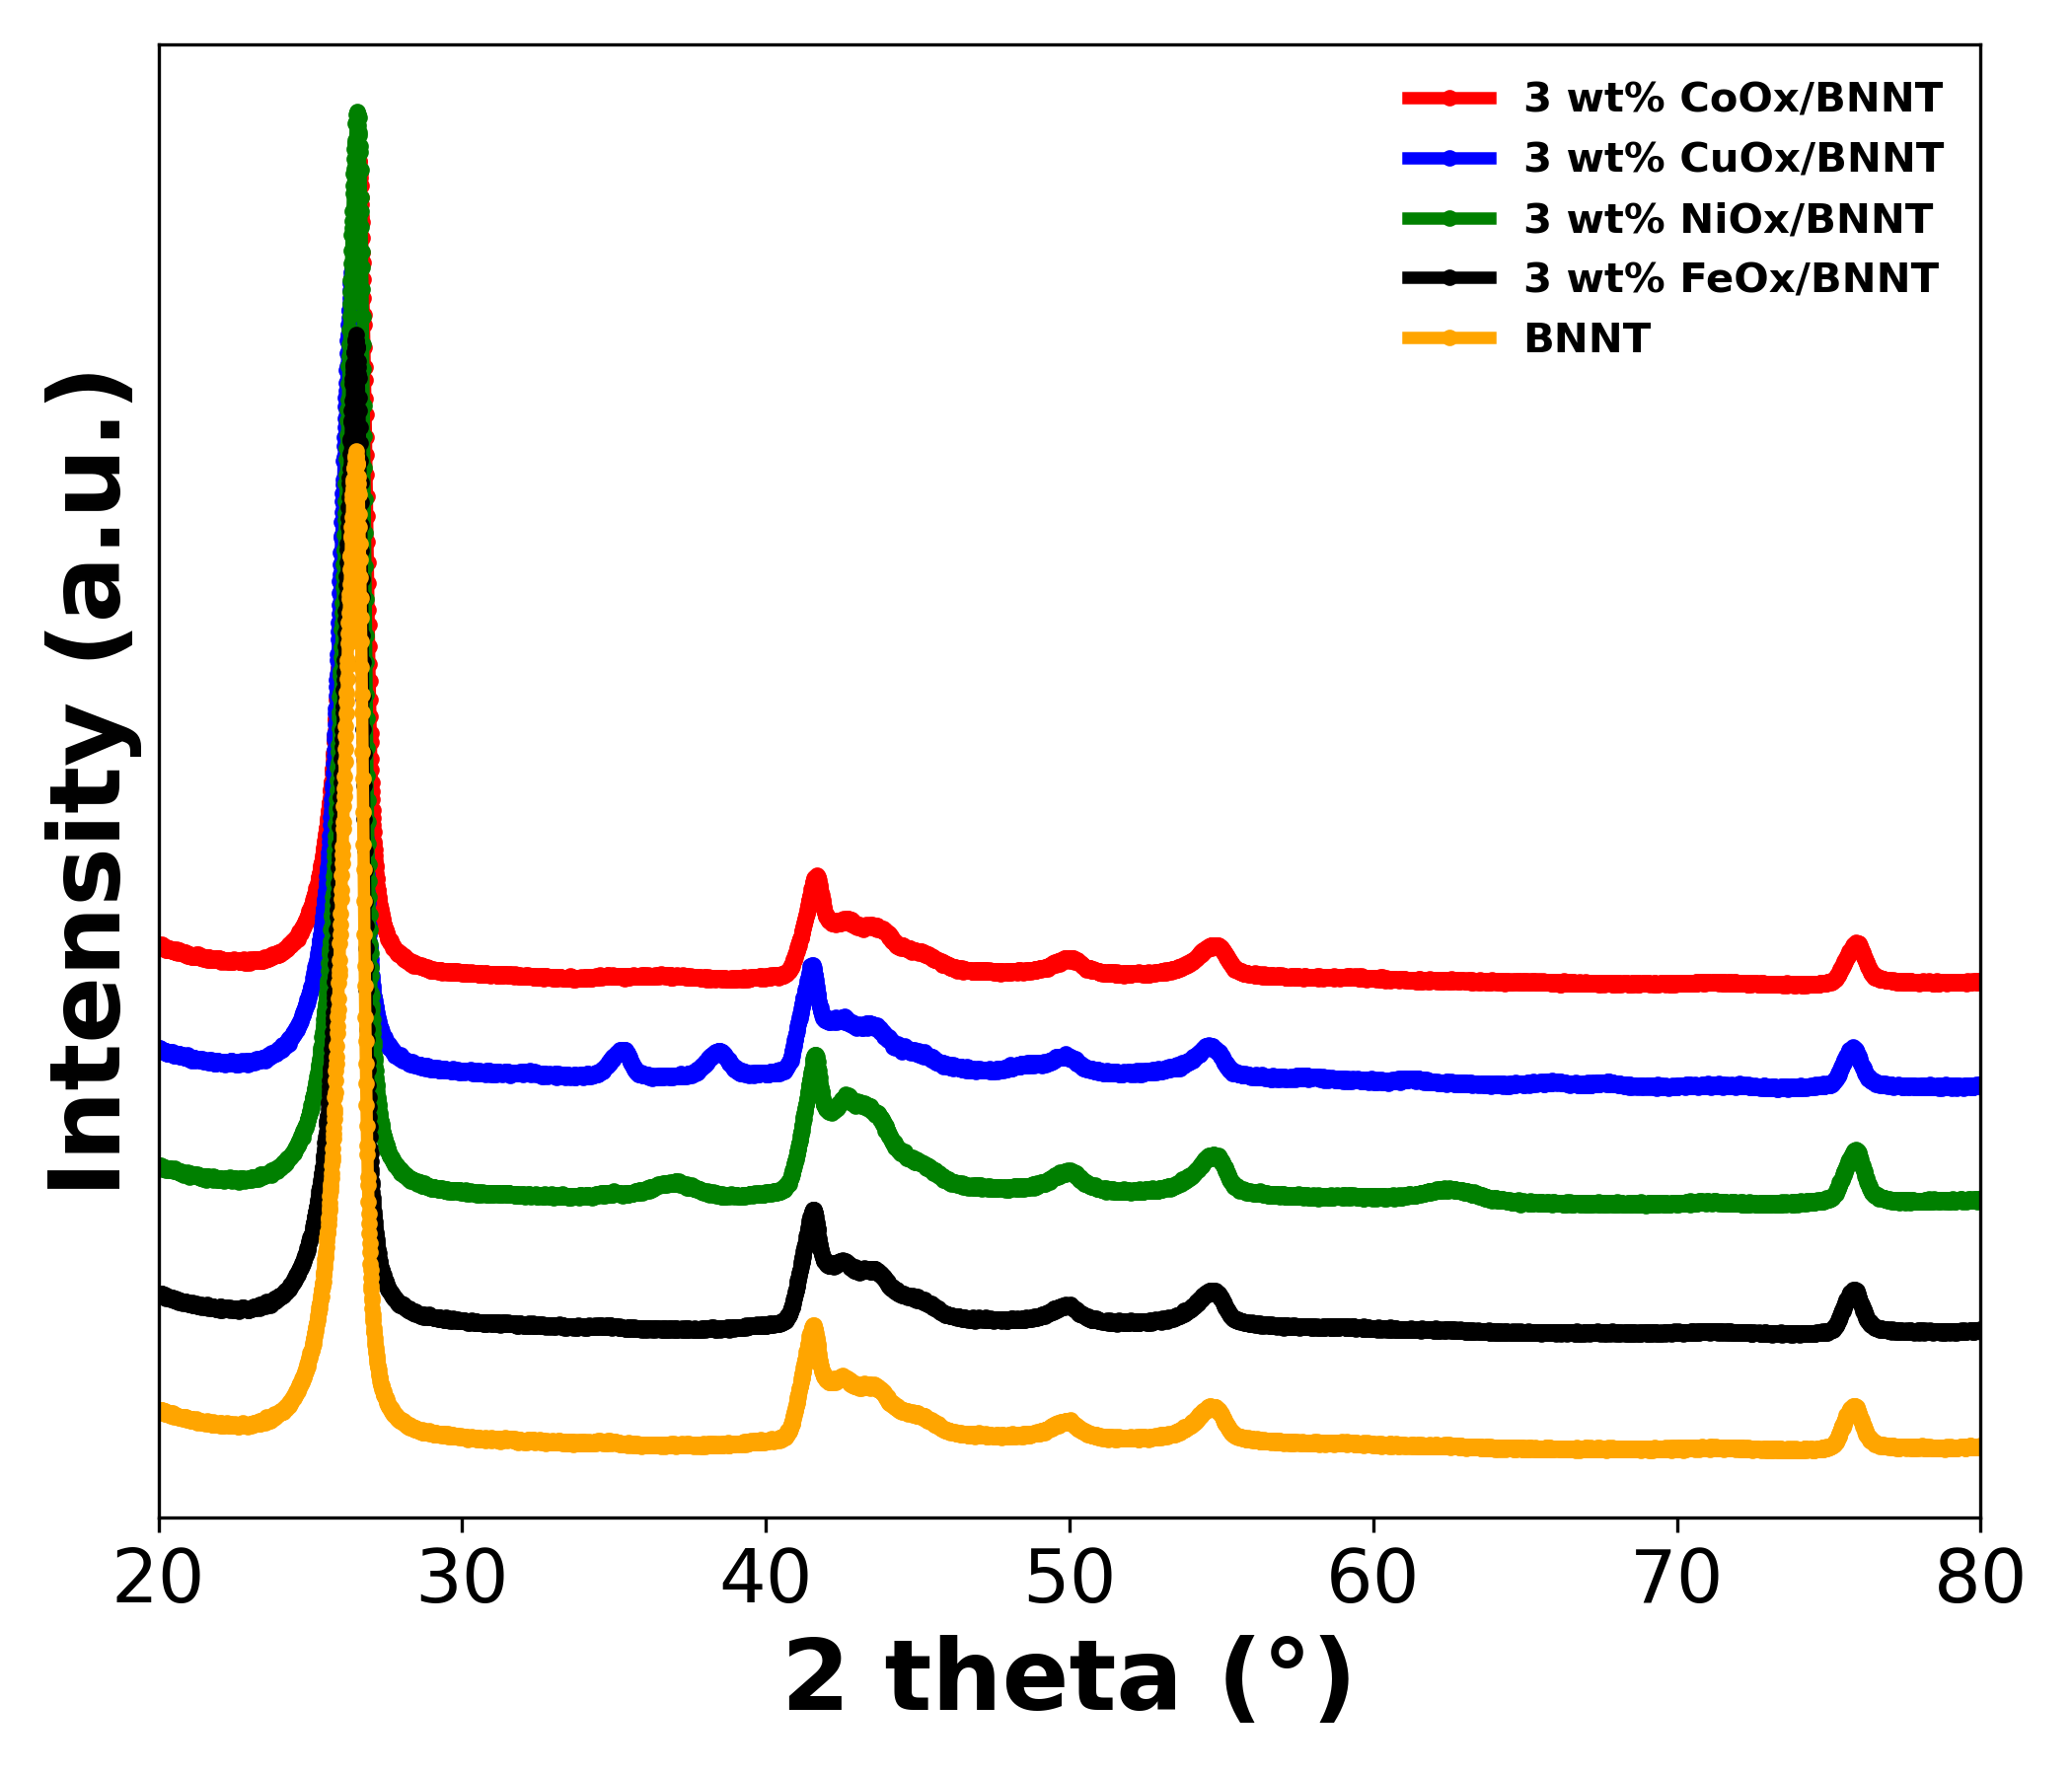 3 wt% CoOx/BNNT
3 wt% CuOx/BNNT
3 wt% NiOx/BNNT
3 wt% FeOx/BNNT
BNNT
Intensity (a.u.)
20 30 40 50 60 70 80
2 theta (°)